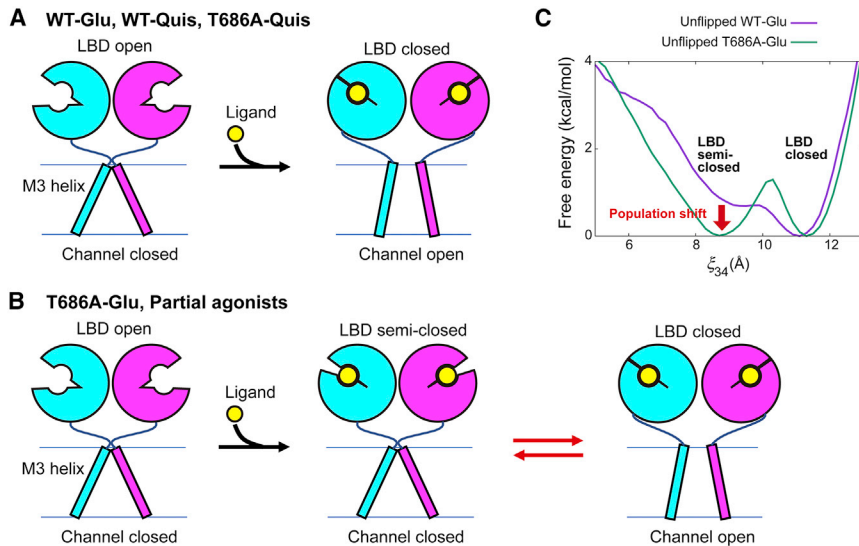 A WT-Glu, WT-Quis, T686A-Quis
LBD open
LBD closed
Ligand
M3 helix
Channel closed
Channel open
B T686A-Glu, Partial agonists
LBD open
LBD semi-closed
LBD closed
Ligand
M3 helix
Channel closed
Channel closed
Channel open
C
Unflipped WT-Glu
Unflipped T686A-Glu
Free energy (kcal/mol)
4
2
0
LBD
semi-
closed
LBD
closed
Population shift
6 8 10 12
ξ34(Å)